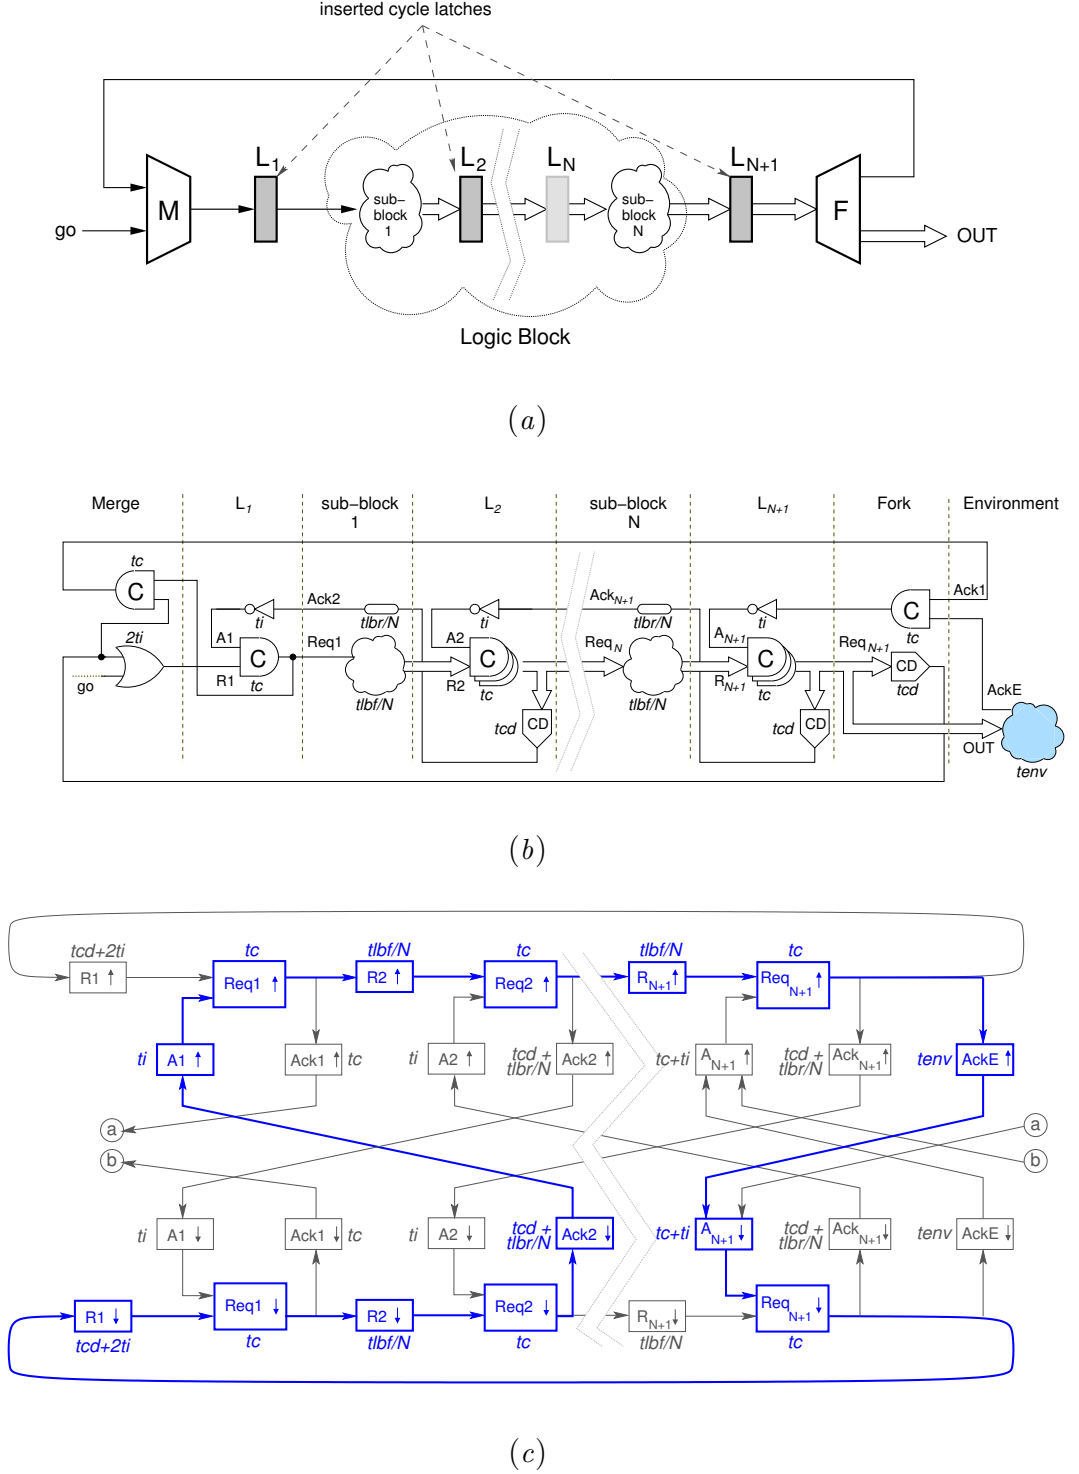 inserted cycle latches
L1 L2 LN LN+1
M
go
sub-
block
1
sub-
block
N
F
OUT
Logic Block
(a)
Merge L1 sub-block L2 sub-block LN+1 Fork Environment
1 N
tc
C
ti Ack2 tlbr/N ti AckN+1 tlbr/N ti C Ack1
tc
2ti A1 C Req1 A2 C ReqN AN+1 C ReqN+1
go R1 tc tlbf/N R2 tc tlbf/N RN+1 tc CD tcd
tcd CD tcd CD
AckE
OUT
tenv
(b)
tcd+2ti tc tlbf/N tc tlbf/N tc
R1↑ Req1↑ R2↑ Req2↑ RN+1↑ ReqN+1↑
ti A1↑ Ack1↑ tc ti A2↑ tcd + tlbr/N Ack2↑ tc+ti AN+1↑ tcd + tlbr/N AckN+1↑ tenv AckE↑
a a
b b
ti A1↓ Ack1↓ tc ti A2↓ tcd + tlbr/N Ack2↓ tc+ti AN+1↓ tcd + tlbr/N AckN+1↓ tenv AckE↓
R1↓ Req1↓ R2↓ Req2↓ RN+1↓ ReqN+1↓
tcd+2ti tc tlbf/N tc tlbf/N tc
(c)